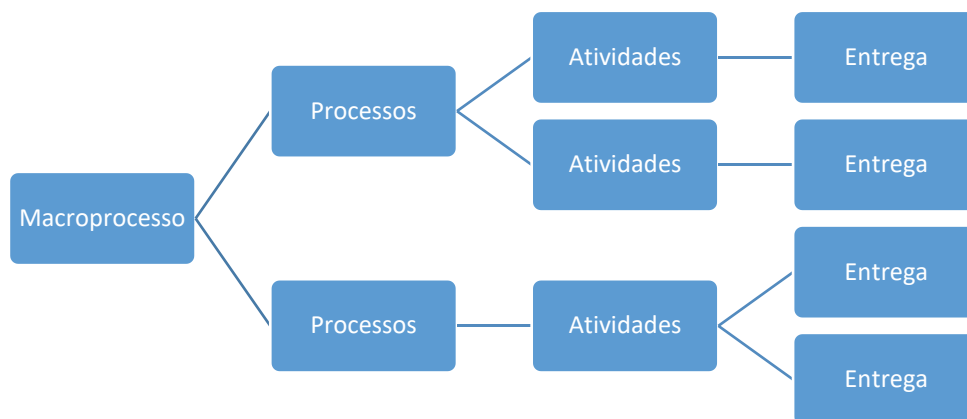 Atividades
Entrega
Processos
Atividades
Entrega
Macroprocesso
Entrega
Processos
Atividades
Entrega